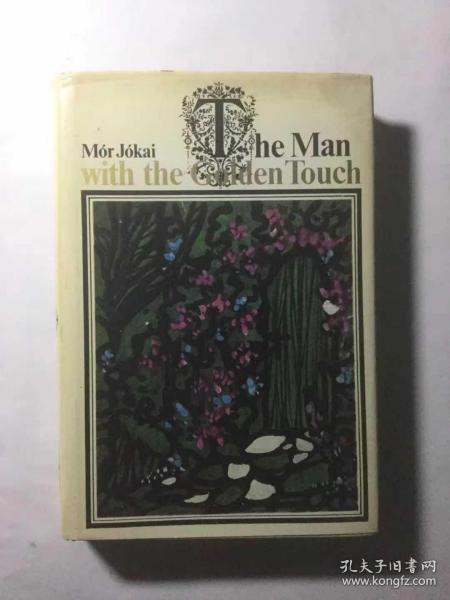 Mór Jókai
The Man
with the Golden Touch
孔夫子旧书网
www.kongfz.com